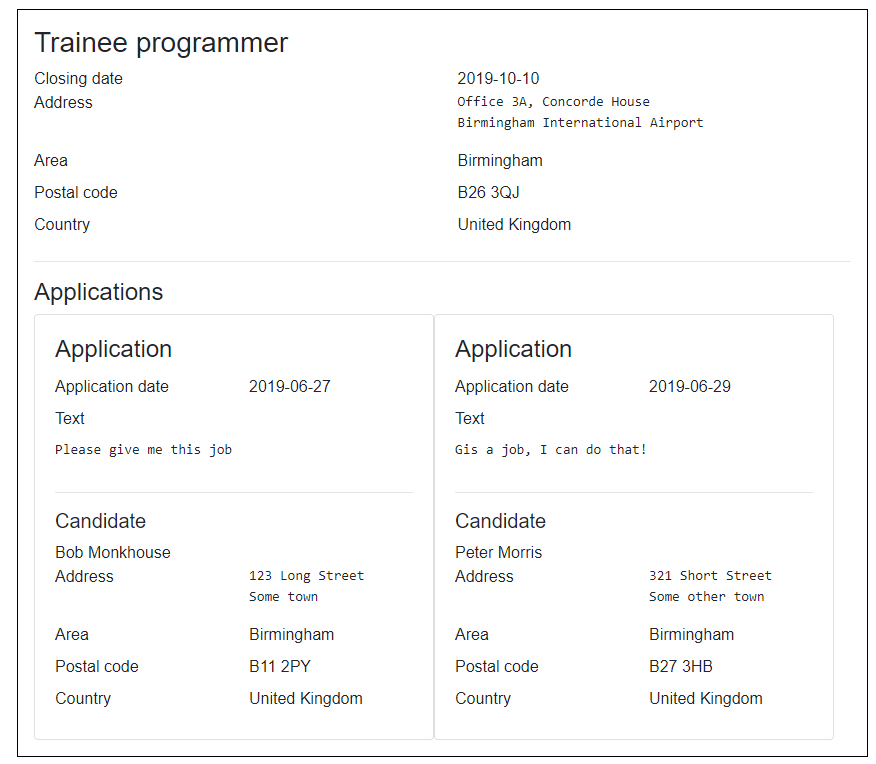 Trainee programmer
Closing date 2019-10-10
Address Office 3A, Concorde House
Birmingham International Airport
Area Birmingham
Postal code B26 3QJ
Country United Kingdom
Applications
Application
Application date 2019-06-27
Text
Please give me this job
Candidate
Bob Monkhouse
Address 123 Long Street
Some town
Area Birmingham
Postal code B11 2PY
Country United Kingdom
Application
Application date 2019-06-29
Text
Gis a job, I can do that!
Candidate
Peter Morris
Address 321 Short Street
Some other town
Area Birmingham
Postal code B27 3HB
Country United Kingdom